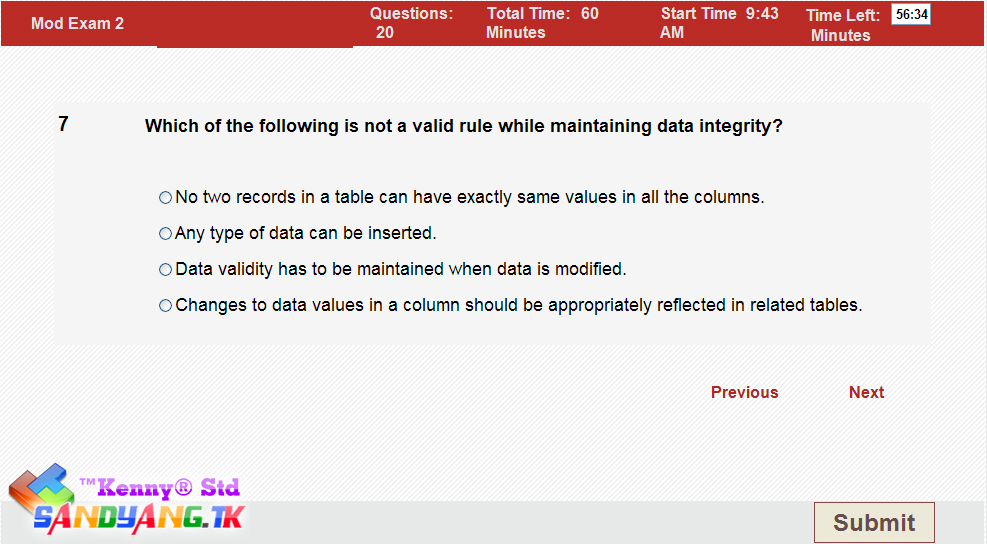 Mod Exam 2
Questions:
20
Total Time: 60
Minutes
Start Time 9:43
AM
Time Left: 56:34
Minutes
7
Which of the following is not a valid rule while maintaining data integrity?
No two records in a table can have exactly same values in all the columns.
Any type of data can be inserted.
Data validity has to be maintained when data is modified.
Changes to data values in a column should be appropriately reflected in related tables.
Previous
Next
™Kenny® Std
SANDYANG.TK
Submit